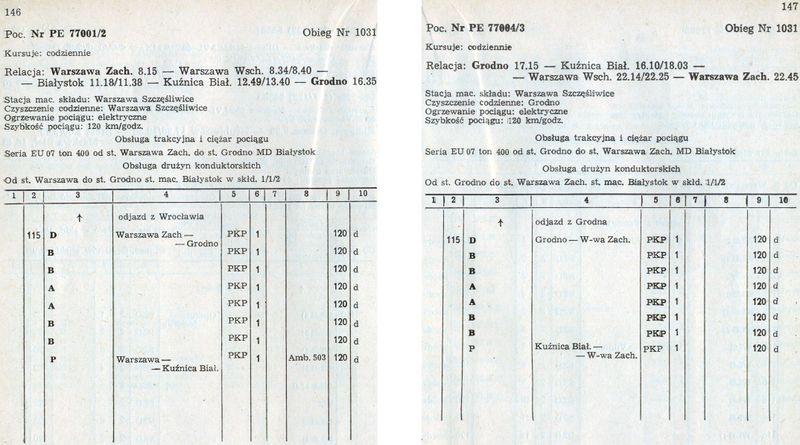 146
Poc. Nr PE 77001/2 Obieg Nr 1031
Kursuje: codziennie
Relacja: Warszawa Zach. 8.15 — Warszawa Wsch. 8.34/8.40 —
— Białystok 11.18/11.38 — Kuźnica Biał. 12.49/13.40 — Grodno 16.35
Stacja mac. składu: Warszawa Szczęśliwice
Czyszczenie codzienne: Warszawa Szczęśliwice
Ogrzewanie pociągu: elektryczne
Szybkość pociągu: 120 km/godz.
Obsługa trakcyjna i ciężar pociągu
Seria EU 07 ton 400 od st. Warszawa Zach. do st. Grodno MD Białystok
Obsługa drużyn konduktorskich
Od st. Warszawa do st. Grodno st. mac. Białystok w skłd. 1/1/2
1 2 3 4 5 6 7 8 9 10
↑ odjazd z Wrocławia
115 D Warszawa Zach — PKP 1 120 d
— Grodno
B PKP 1 120 d
B PKP 1 120 d
A PKP 1 120 d
A PKP 1 120 d
B PKP 1 120 d
B PKP 1 120 d
P Warszawa — PKP 1 Amb. 503 120 d
— Kuźnica Biał.
147
Poc. Nr PE 77004/3 Obieg Nr 1031
Kursuje: codziennie
Relacja: Grodno 17.15 — Kuźnica Biał. 16.10/18.03 —
— Warszawa Wsch. 22.14/22.25 — Warszawa Zach. 22.45
Stacja mac. składu: Warszawa Szczęśliwice
Czyszczenie codzienne: Grodno
Ogrzewanie pociągu: elektryczne
Szybkość pociągu: 120 km/godz.
Obsługa trakcyjna i ciężar pociągu
Seria EU 07 ton 400 od st. Grodno do st. Warszawa Zach. MD Białystok
Obsługa drużyn konduktorskich
Od st. Grodno do st. Warszawa Zach. st. mac. Białystok w skłd. 1/1/2
1 2 3 4 5 6 7 8 9 10
↑ odjazd z Grodna
115 D Grodno — W-wa Zach. PKP 1 120 d
B PKP 1 120 d
B PKP 1 120 d
A PKP 1 120 d
A PKP 1 120 d
B PKP 1 120 d
B PKP 1 120 d
P Kuźnica Biał. — PKP 1 120 d
— W-wa Zach.